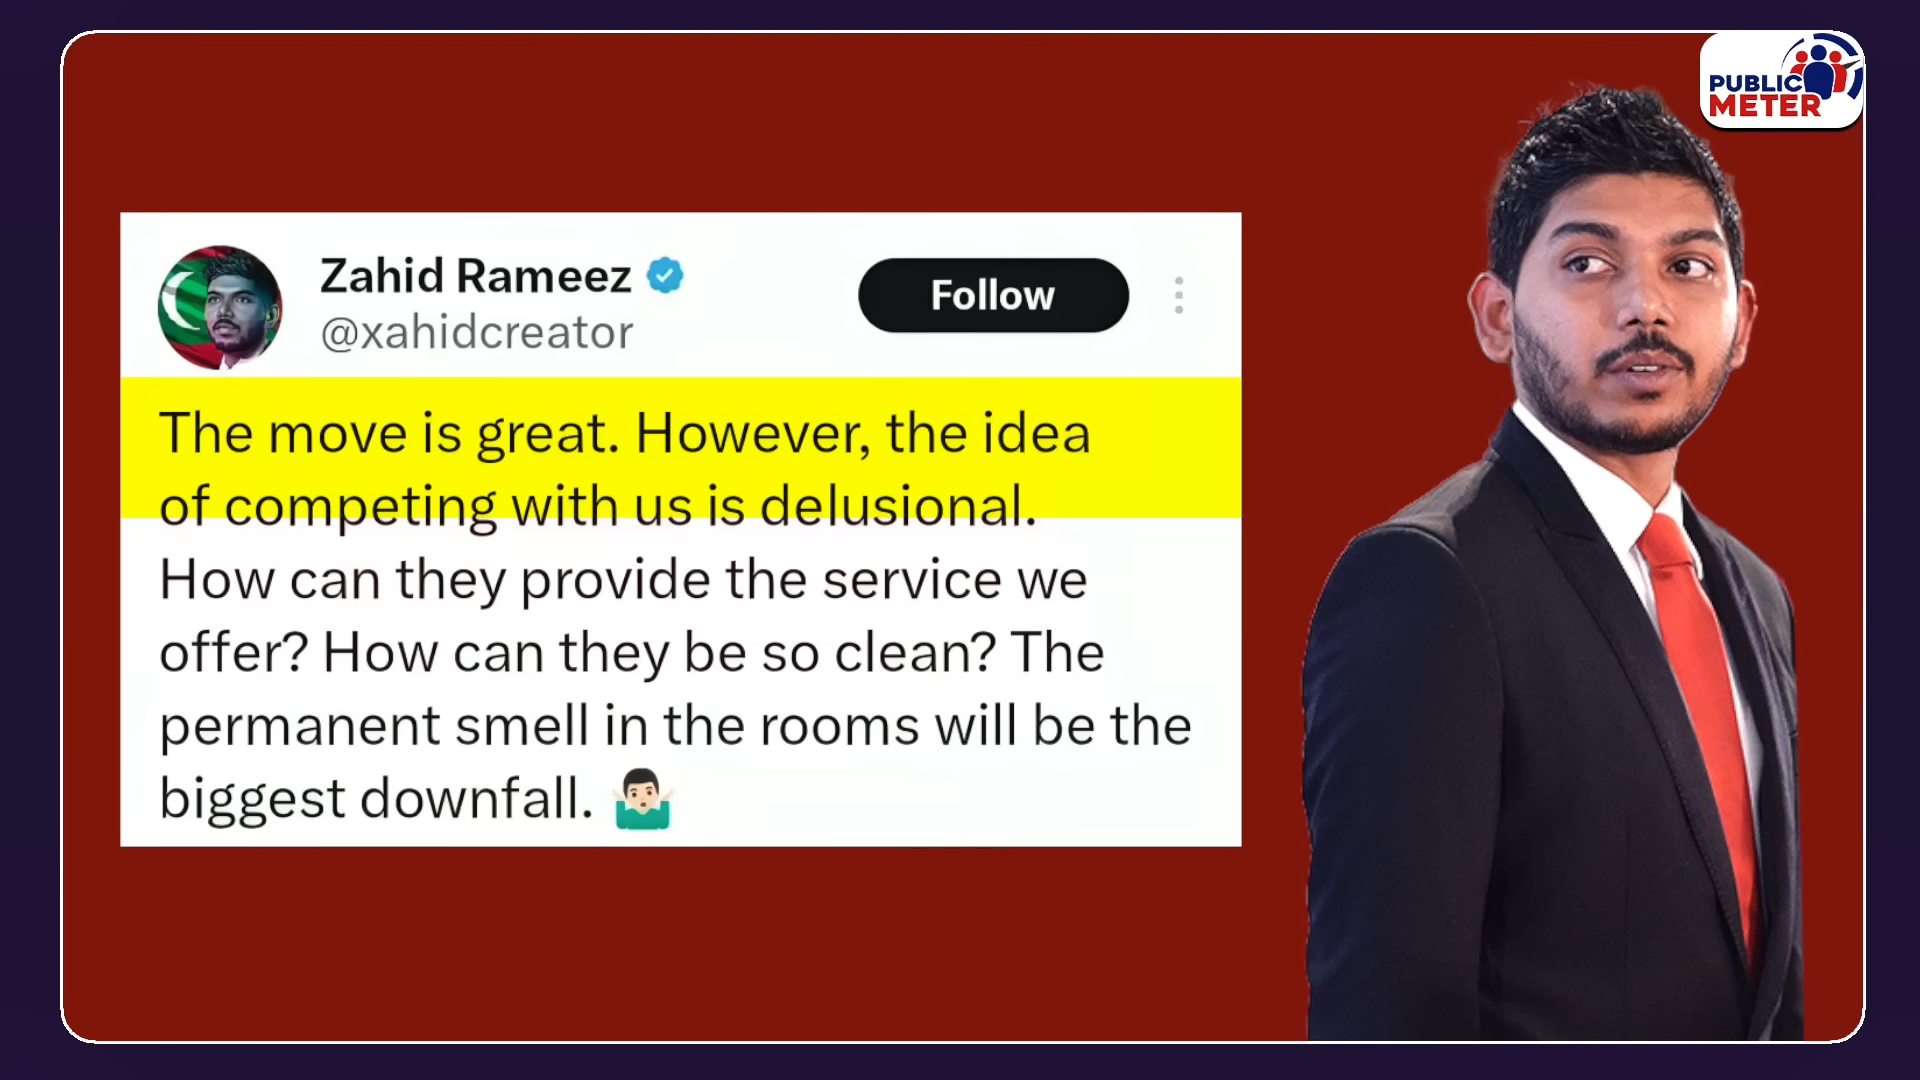 PUBLIC
METER
Zahid Rameez
@xahidcreator
Follow
The move is great. However, the idea
of competing with us is delusional.
How can they provide the service we
offer? How can they be so clean? The
permanent smell in the rooms will be the
biggest downfall. 🤷🏻‍♂️